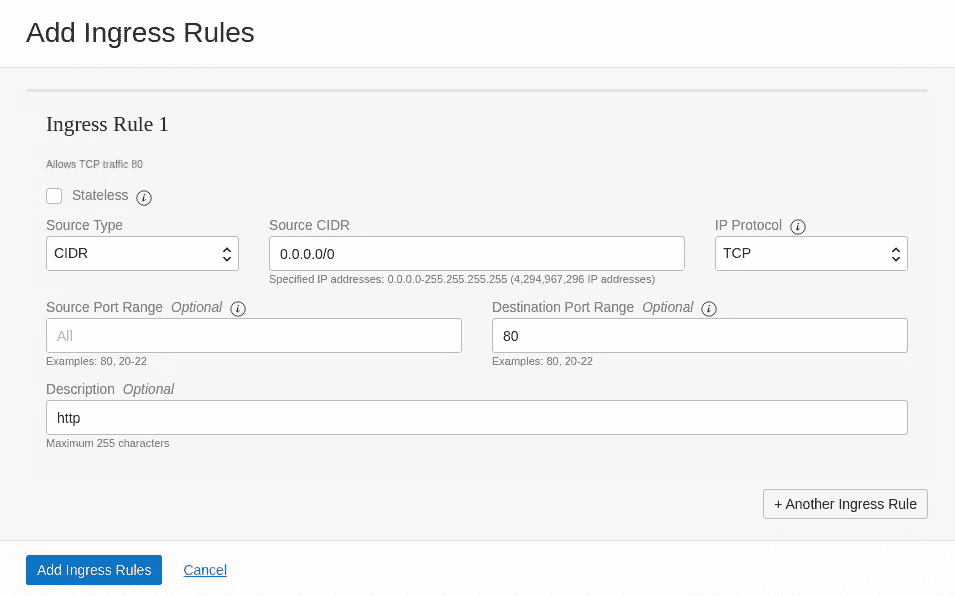 Add Ingress Rules
Ingress Rule 1
Allows TCP traffic 80
Stateless i
Source Type
CIDR
Source CIDR
0.0.0.0/0
Specified IP addresses: 0.0.0.0-255.255.255.255 (4,294,967,296 IP addresses)
IP Protocol i
TCP
Source Port Range Optional i
All
Examples: 80, 20-22
Destination Port Range Optional i
80
Examples: 80, 20-22
Description Optional
http
Maximum 255 characters
+ Another Ingress Rule
Add Ingress Rules Cancel